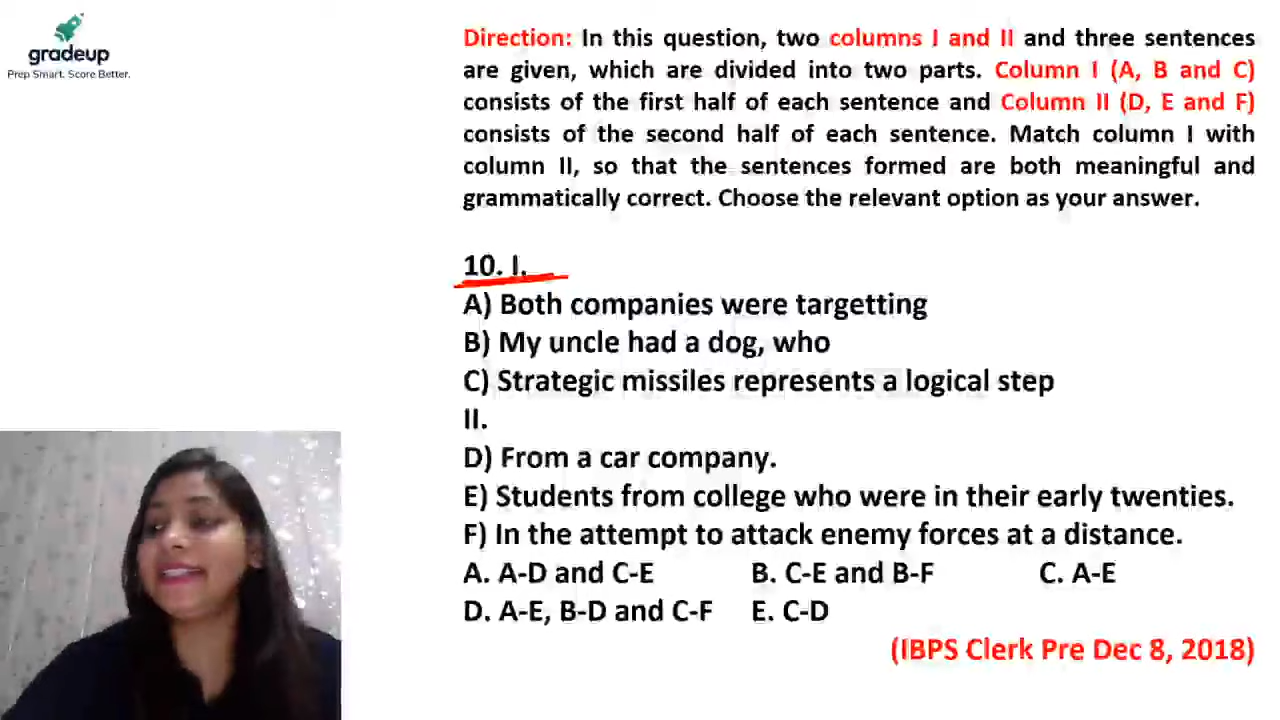 gradeup
Prep Smart. Score Better.
Direction: In this question, two columns I and II and three sentences
are given, which are divided into two parts. Column I (A, B and C)
consists of the first half of each sentence and Column II (D, E and F)
consists of the second half of each sentence. Match column I with
column II, so that the sentences formed are both meaningful and
grammatically correct. Choose the relevant option as your answer.
10. I.
A) Both companies were targetting
B) My uncle had a dog, who
C) Strategic missiles represents a logical step
II.
D) From a car company.
E) Students from college who were in their early twenties.
F) In the attempt to attack enemy forces at a distance.
A. A-D and C-E B. C-E and B-F C. A-E
D. A-E, B-D and C-F E. C-D
(IBPS Clerk Pre Dec 8, 2018)